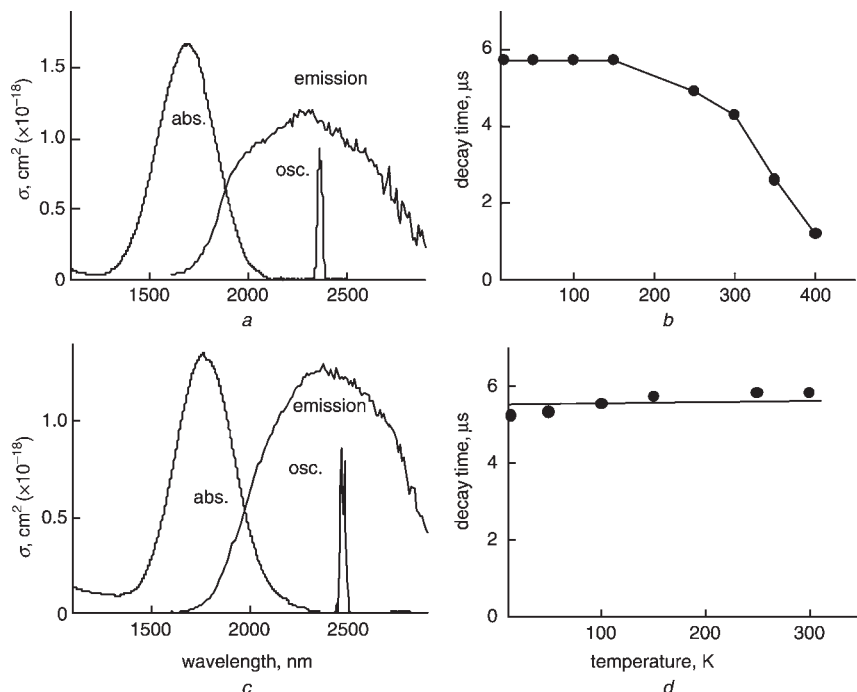 σ, cm² (×10⁻¹⁸)
1.5
1.0
0.5
0
abs.
emission
osc.
1500 2000 2500
a
decay time, μs
6
4
2
0
100 200 300 400
b
σ, cm² (×10⁻¹⁸)
1.0
0.5
0
abs.
emission
osc.
1500 2000 2500
wavelength, nm
c
decay time, μs
8
6
4
2
0
100 200 300
temperature, K
d